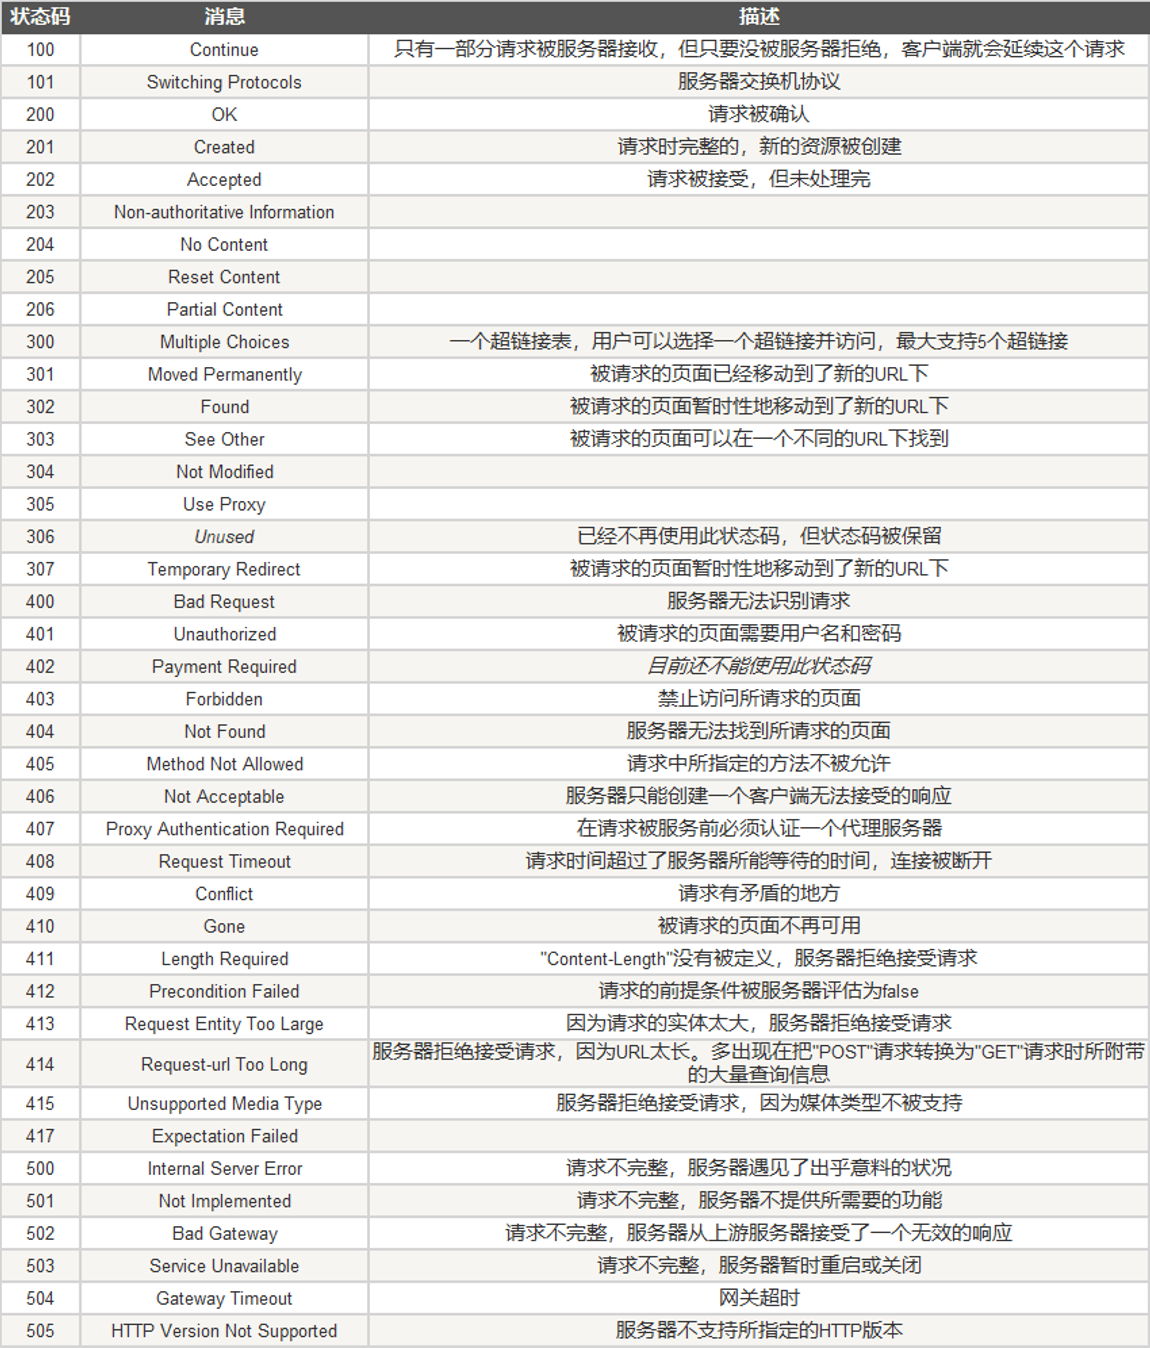 状态码 消息 描述
100 Continue 只有一部分请求被服务器接收，但只要没被服务器拒绝，客户端就会延续这个请求
101 Switching Protocols 服务器交换机协议
200 OK 请求被确认
201 Created 请求时完整的，新的资源被创建
202 Accepted 请求被接受，但未处理完
203 Non-authoritative Information
204 No Content
205 Reset Content
206 Partial Content
300 Multiple Choices 一个超链接表，用户可以选择一个超链接并访问，最大支持5个超链接
301 Moved Permanently 被请求的页面已经移动到了新的URL下
302 Found 被请求的页面暂时性地移动到了新的URL下
303 See Other 被请求的页面可以在一个不同的URL下找到
304 Not Modified
305 Use Proxy
306 Unused 已经不再使用此状态码，但状态码被保留
307 Temporary Redirect 被请求的页面暂时性地移动到了新的URL下
400 Bad Request 服务器无法识别请求
401 Unauthorized 被请求的页面需要用户名和密码
402 Payment Required 目前还不能使用此状态码
403 Forbidden 禁止访问所请求的页面
404 Not Found 服务器无法找到所请求的页面
405 Method Not Allowed 请求中所指定的方法不被允许
406 Not Acceptable 服务器只能创建一个客户端无法接受的响应
407 Proxy Authentication Required 在请求被服务前必须认证一个代理服务器
408 Request Timeout 请求时间超过了服务器所能等待的时间，连接被断开
409 Conflict 请求有矛盾的地方
410 Gone 被请求的页面不再可用
411 Length Required "Content-Length"没有被定义，服务器拒绝接受请求
412 Precondition Failed 请求的前提条件被服务器评估为false
413 Request Entity Too Large 因为请求的实体太大，服务器拒绝接受请求
414 Request-url Too Long 服务器拒绝接受请求，因为URL太长。多出现在把"POST"请求转换为"GET"请求时所附带
的大量查询信息
415 Unsupported Media Type 服务器拒绝接受请求，因为媒体类型不被支持
417 Expectation Failed
500 Internal Server Error 请求不完整，服务器遇见了出乎意料的状况
501 Not Implemented 请求不完整，服务器不提供所需要的功能
502 Bad Gateway 请求不完整，服务器从上游服务器接受了一个无效的响应
503 Service Unavailable 请求不完整，服务器暂时重启或关闭
504 Gateway Timeout 网关超时
505 HTTP Version Not Supported 服务器不支持所指定的HTTP版本